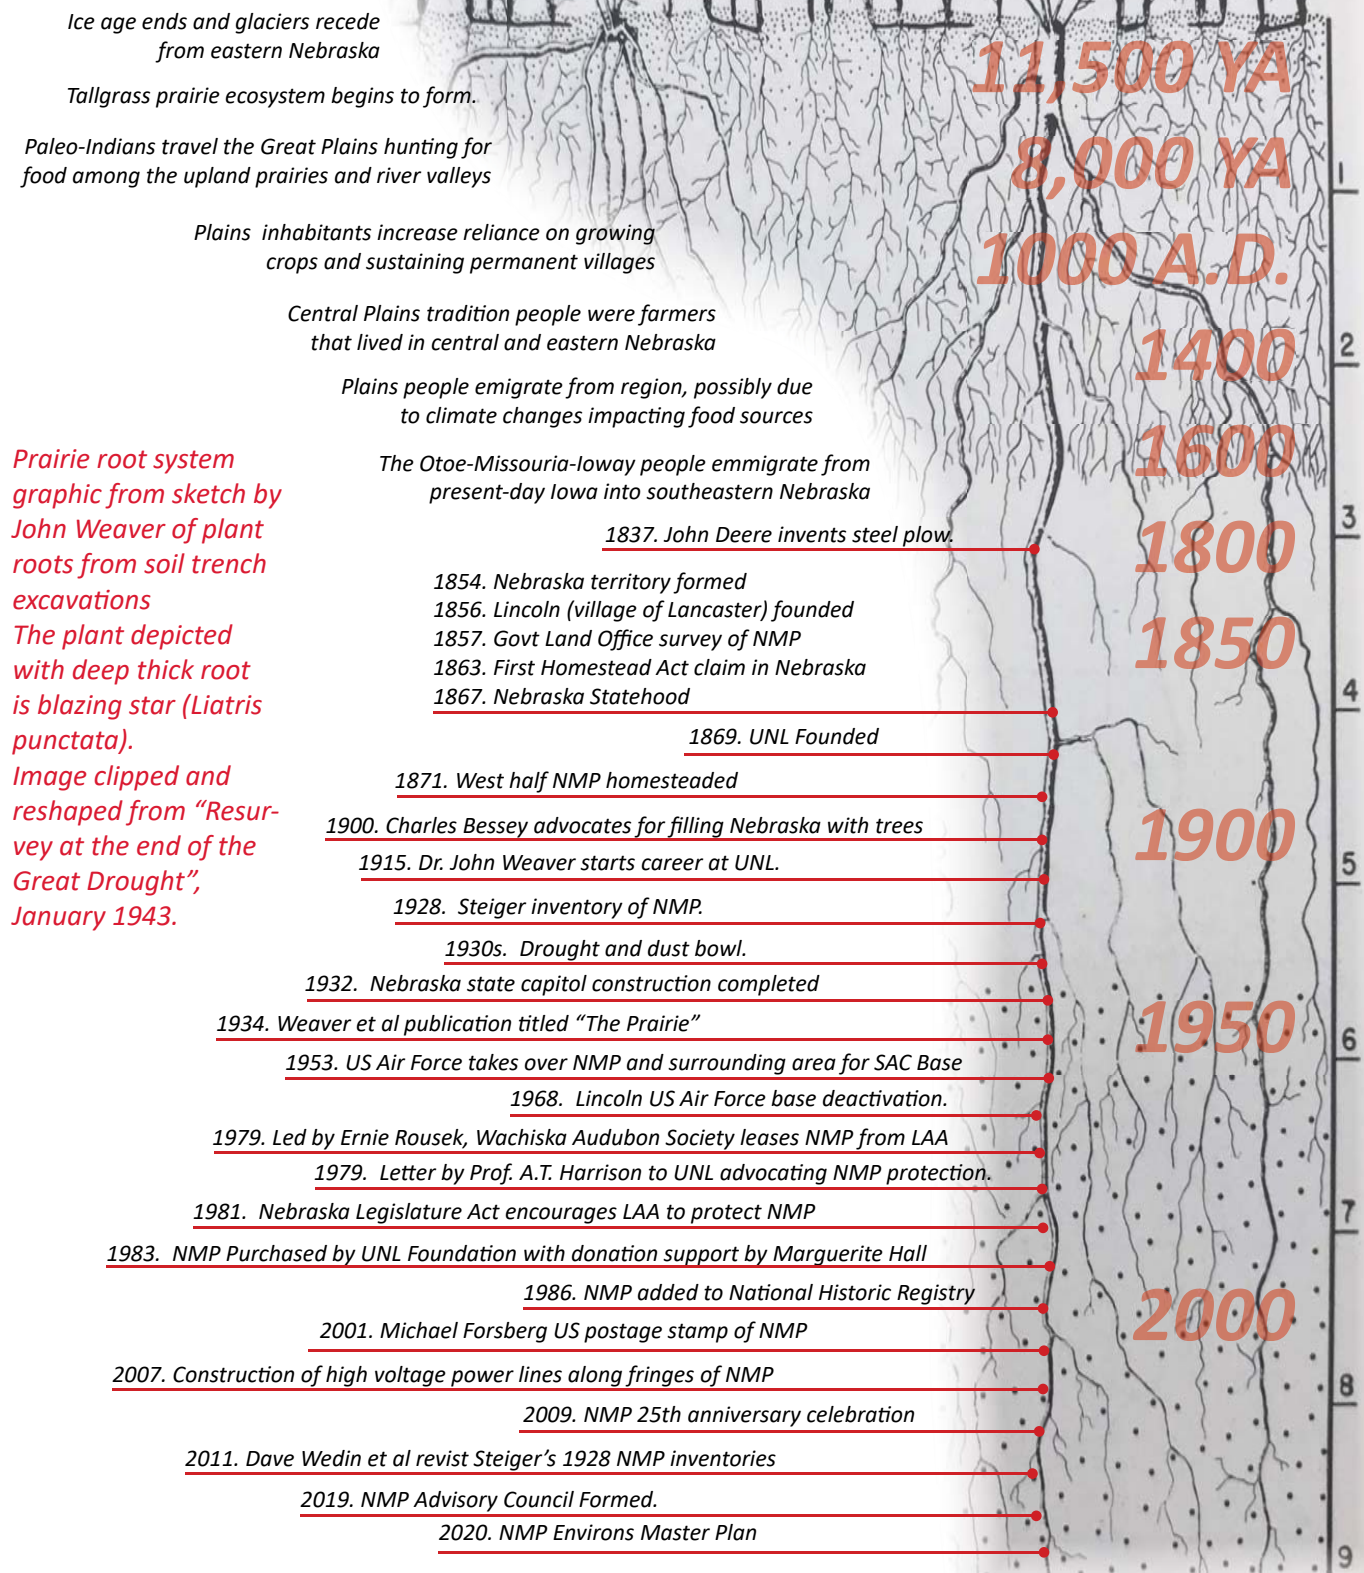 Ice age ends and glaciers recede
from eastern Nebraska
11,500 YA
Tallgrass prairie ecosystem begins to form.
Paleo-Indians travel the Great Plains hunting for
food among the upland prairies and river valleys
8,000 YA
1
Plains  inhabitants increase reliance on growing
crops and sustaining permanent villages
1000 A.D.
Central Plains tradition people were farmers
that lived in central and eastern Nebraska
1400
2
Plains people emigrate from region, possibly due
to climate changes impacting food sources
1600
Prairie root system
graphic from sketch by
John Weaver of plant
roots from soil trench
excavations
The plant depicted
with deep thick root
is blazing star (Liatris
punctata).
Image clipped and
reshaped from “Resur-
vey at the end of the
Great Drought”,
January 1943.
The Otoe-Missouria-Ioway people emmigrate from
present-day Iowa into southeastern Nebraska
3
1837. John Deere invents steel plow.
1800
1854. Nebraska territory formed
1856. Lincoln (village of Lancaster) founded
1857. Govt Land Office survey of NMP
1850
1863. First Homestead Act claim in Nebraska
1867. Nebraska Statehood
4
1869. UNL Founded
1871. West half NMP homesteaded
1900. Charles Bessey advocates for filling Nebraska with trees
1900
1915. Dr. John Weaver starts career at UNL.
5
1928.  Steiger inventory of NMP.
1930s.  Drought and dust bowl.
1932.  Nebraska state capitol construction completed
1934. Weaver et al publication titled “The Prairie”
1950
6
1953. US Air Force takes over NMP and surrounding area for SAC Base
1968.  Lincoln US Air Force base deactivation.
1979. Led by Ernie Rousek, Wachiska Audubon Society leases NMP from LAA
1979.  Letter by Prof. A.T. Harrison to UNL advocating NMP protection.
1981.  Nebraska Legislature Act encourages LAA to protect NMP
7
1983.  NMP Purchased by UNL Foundation with donation support by Marguerite Hall
1986. NMP added to National Historic Registry
2000
2001. Michael Forsberg US postage stamp of NMP
2007. Construction of high voltage power lines along fringes of NMP
8
2009. NMP 25th anniversary celebration
2011. Dave Wedin et al revist Steiger’s 1928 NMP inventories
2019. NMP Advisory Council Formed.
2020. NMP Environs Master Plan
9